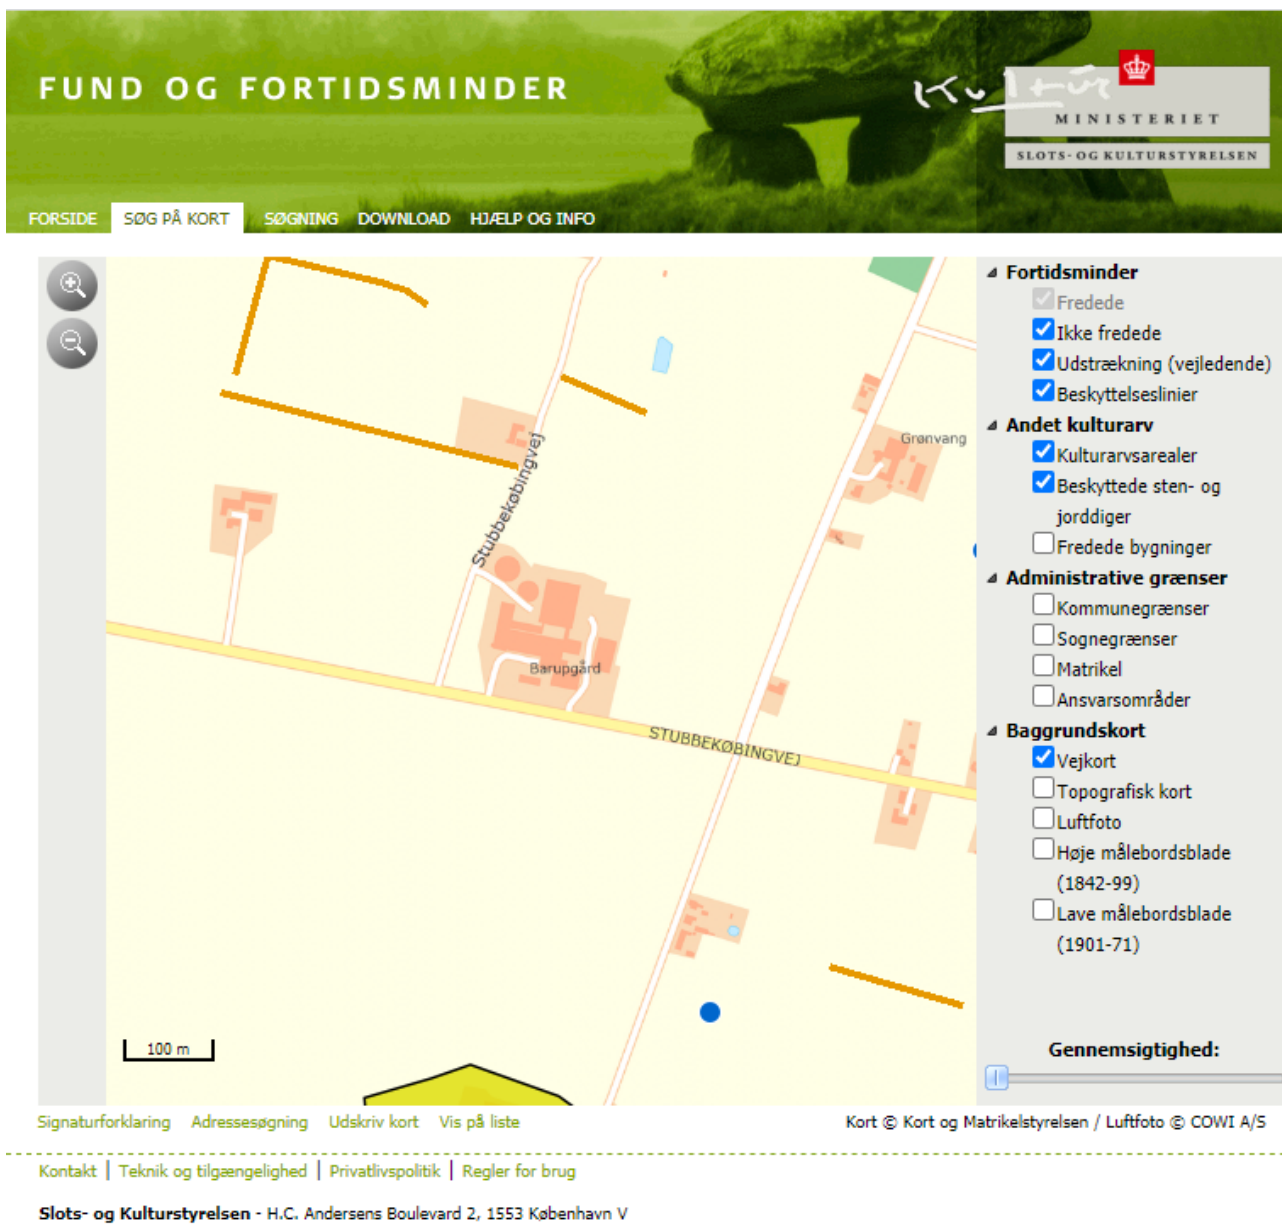 FUND OG FORTIDSMINDER
Kultur
MINISTERIET
SLOTS- OG KULTURSTYRELSEN
FORSIDE SØG PÅ KORT SØGNING DOWNLOAD HJÆLP OG INFO
Fortidsminder
Fredede
Ikke fredede
Udstrækning (vejledende)
Beskyttelseslinier
Andet kulturarv
Kulturarvsarealer
Beskyttede sten- og
jorddiger
Fredede bygninger
Administrative grænser
Kommunegrænser
Sognegrænser
Matrikel
Ansvarsområder
Baggrundskort
Vejkort
Topografisk kort
Luftfoto
Høje målebordsblade
(1842-99)
Lave målebordsblade
(1901-71)
Gennemsigtighed:
Grønvang
Stubbekøbingvej
Barupgård
STUBBEKØBINGVEJ
100 m
Signaturforklaring Adressesøgning Udskriv kort Vis på liste
Kort © Kort og Matrikelstyrelsen / Luftfoto © COWI A/S
Kontakt | Teknik og tilgængelighed | Privatlivspolitik | Regler for brug
Slots- og Kulturstyrelsen - H.C. Andersens Boulevard 2, 1553 København V